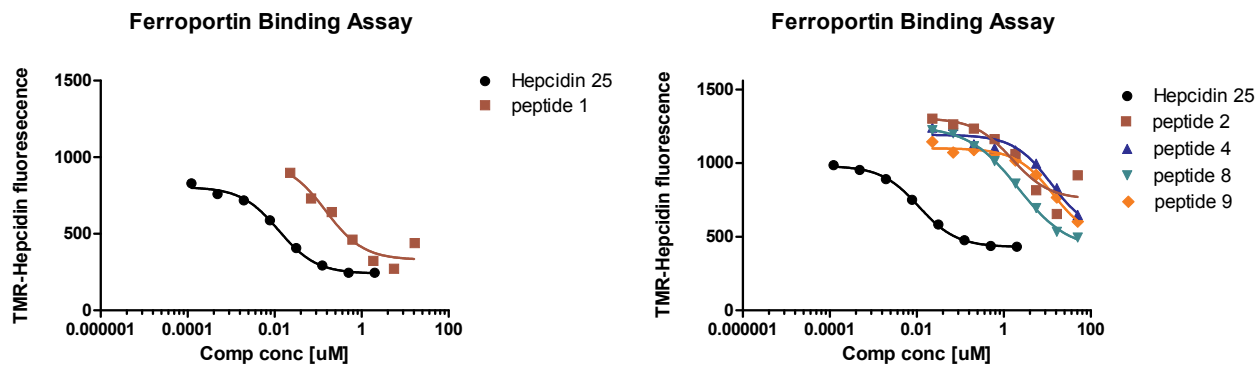 Ferroportin Binding Assay
TMR-Hepcidin fluoresecence
1500
1000
500
0
0.000001
0.0001
0.01
1
100
Comp conc [uM]
Hepcidin 25
peptide 1
Ferroportin Binding Assay
TMR-Hepcidin fluorescence
1500
1000
500
0
0.000001
0.0001
0.01
1
100
Comp conc [uM]
Hepcidin 25
peptide 2
peptide 4
peptide 8
peptide 9